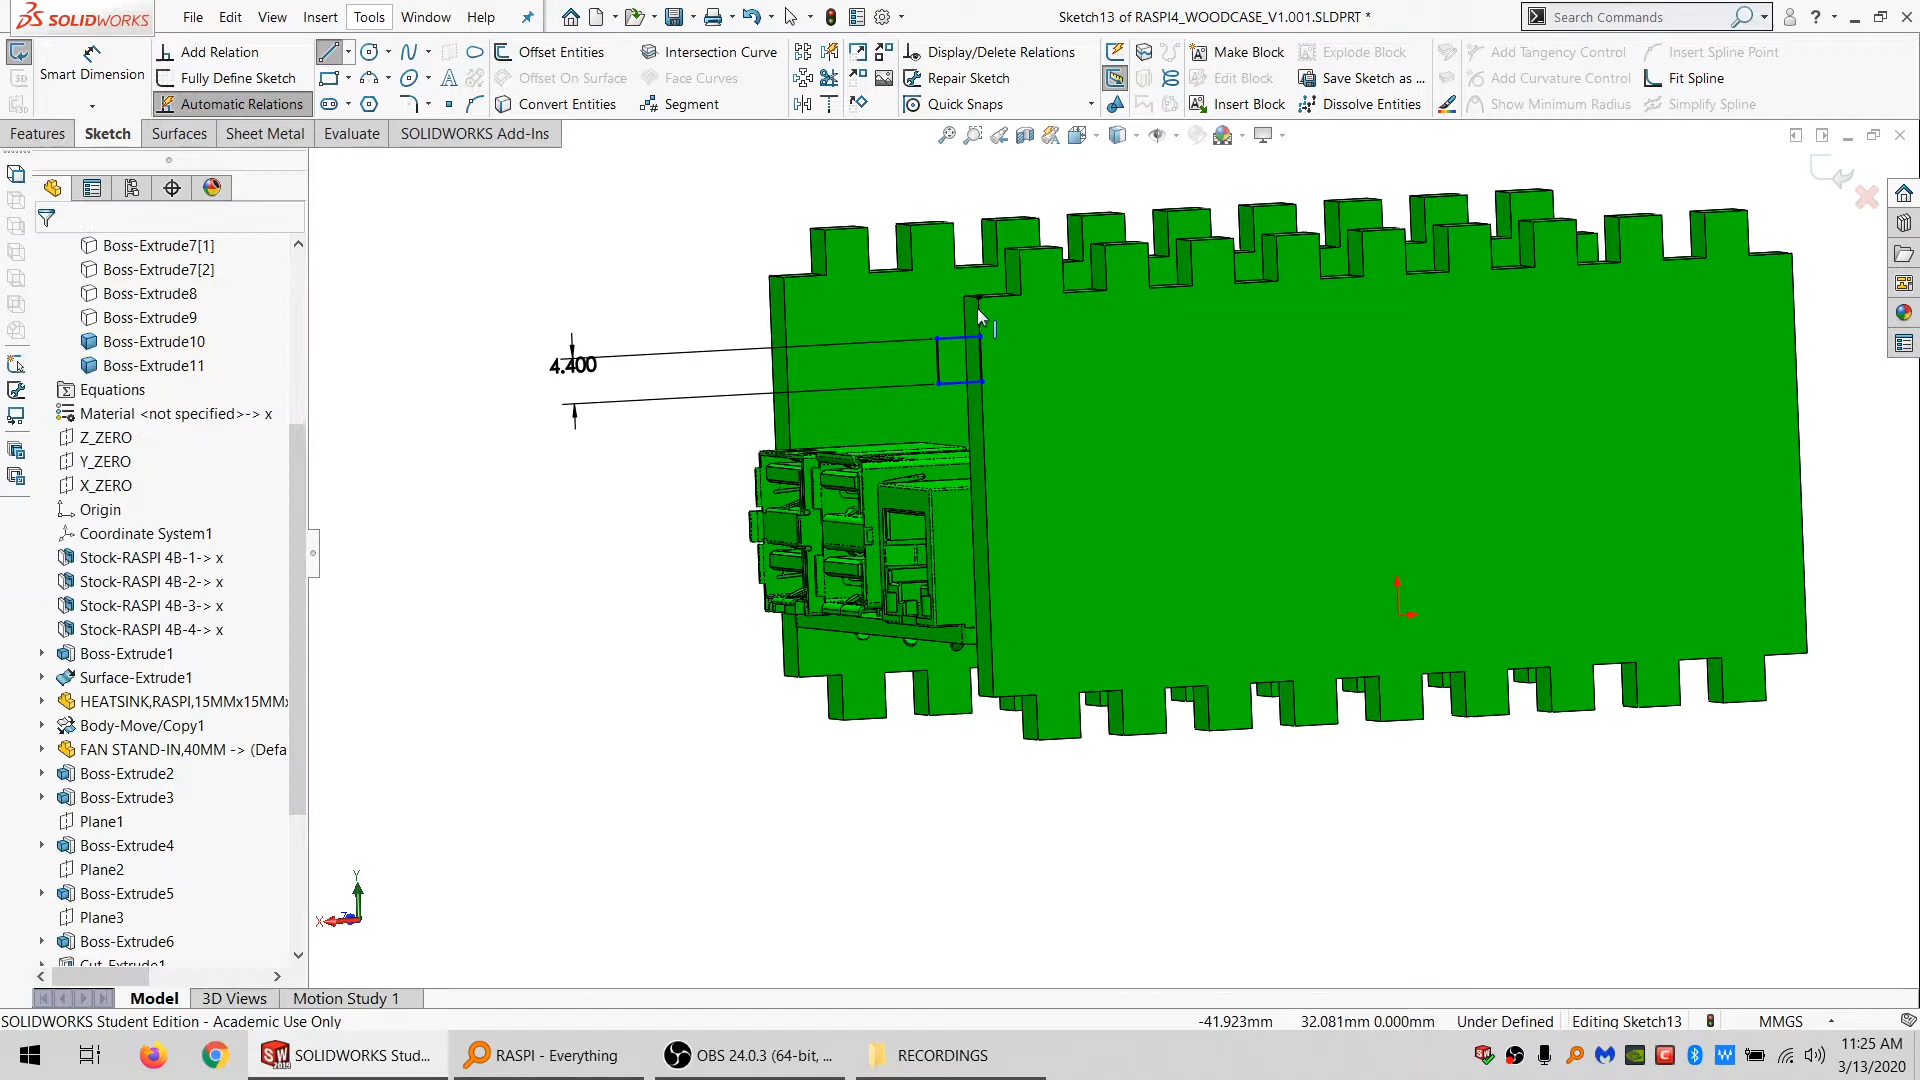 SOLIDWORKS
File Edit View Insert Tools Window Help
Sketch13 of RASPI4_WOODCASE_V1.001.SLDPRT *
Search Commands
Smart Dimension
Add Relation
Fully Define Sketch
Automatic Relations
Offset Entities
Offset On Surface
Convert Entities
Intersection Curve
Face Curves
Segment
Display/Delete Relations
Repair Sketch
Quick Snaps
Make Block
Edit Block
Insert Block
Explode Block
Save Sketch as ...
Dissolve Entities
Add Tangency Control
Add Curvature Control
Show Minimum Radius
Insert Spline Point
Fit Spline
Simplify Spline
Features Sketch Surfaces Sheet Metal Evaluate SOLIDWORKS Add-Ins
Boss-Extrude7[1]
Boss-Extrude7[2]
Boss-Extrude8
Boss-Extrude9
Boss-Extrude10
Boss-Extrude11
Equations
Material <not specified>-> x
Z_ZERO
Y_ZERO
X_ZERO
Origin
Coordinate System1
Stock-RASPI 4B-1-> x
Stock-RASPI 4B-2-> x
Stock-RASPI 4B-3-> x
Stock-RASPI 4B-4-> x
Boss-Extrude1
Surface-Extrude1
HEATSINK,RASPI,15MMx15MMx
Body-Move/Copy1
FAN STAND-IN,40MM -> (Defa
Boss-Extrude2
Boss-Extrude3
Plane1
Boss-Extrude4
Plane2
Boss-Extrude5
Plane3
Boss-Extrude6
Cut-Extrude1
4.400
Y
X
Z
Model 3D Views Motion Study 1
SOLIDWORKS Student Edition - Academic Use Only
-41.923mm 32.081mm 0.000mm Under Defined Editing Sketch13 MMGS
SOLIDWORKS Stud...
RASPI - Everything
OBS 24.0.3 (64-bit, ...
RECORDINGS
11:25 AM
3/13/2020